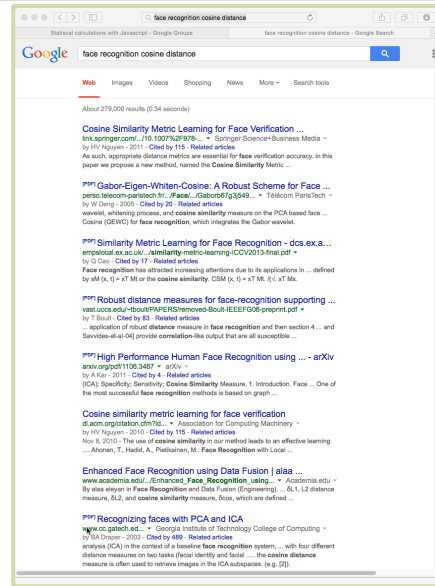 face recognition cosine distance
Statiscal calculations with Javascript - Google Groups
face recognition cosine distance - Google Search
Google face recognition cosine distance
Web Images Videos Shopping News More Search tools
About 279,000 results (0.34 seconds)
Cosine Similarity Metric Learning for Face Verification ...
link.springer.com/.../10.1007%2F978-... Springer Science+Business Media
by HV Nguyen - 2011 - Cited by 115 - Related articles
As such, appropriate distance metrics are essential for face verification accuracy. In this
paper we propose a new method, named the Cosine Similarity Metric ...
[PDF] Gabor-Eigen-Whiten-Cosine: A Robust Scheme for Face ...
perso.telecom-paristech.fr/.../Face/.../Gaborb67g3j549... Télécom ParisTech
by W Deng - 2005 - Cited by 20 - Related articles
wavelet, whitening process, and cosine similarity measure on the PCA based face ...
Cosine (GEWC) for face recognition, which integrates the Gabor wavelet.
[PDF] Similarity Metric Learning for Face Recognition - dcs.ex.a...
empslocal.ex.ac.uk/.../similarity-metric-learning-ICCV2013-final.pdf
by Q Cao - Cited by 17 - Related articles
Face recognition has attracted increasing attentions due to its applications in ... defined
by sM (x, t) = xT Mt or the cosine similarity. CSM (x, t) = xT Mt. /(√. xT Mx.
[PDF] Robust distance measures for face-recognition supporting ...
vast.uccs.edu/~tboult/PAPERS/removed-Boult-IEEEFG06-preprint.pdf
by T Boult - Cited by 83 - Related articles
... application of robust distance measure in face recognition and then section 4 ... and
Savvides-et-al-04] provide correlation-like output that are all susceptible ...
[PDF] High Performance Human Face Recognition using ... - arXiv
arxiv.org/pdf/1106.3467 arXiv
by A Kar - 2011 - Cited by 4 - Related articles
(ICA); Specificity; Sensitivity; Cosine Similarity Measure. 1. Introduction. Face ... One of
the most successful face recognition methods is based on graph ...
Cosine similarity metric learning for face verification
dl.acm.org/citation.cfm?id... Association for Computing Machinery
by HV Nguyen - 2010 - Cited by 115 - Related articles
Nov 8, 2010 - The use of cosine similarity in our method leads to an effective learning
.... Ahonen, T., Hadid, A., Pietikainen, M.: Face Recognition with Local ...
Enhanced Face Recognition using Data Fusion | alaa ...
www.academia.edu/.../Enhanced_Face_Recognition_using... Academia.edu
By alaa eleyan in Face Recognition and Data Fusion (Engineering). ... δL1, L2 distance
measure, δL2, and cosine similarity measure, δcos, which are defined ...
[PDF] Recognizing faces with PCA and ICA
www.cc.gatech.ed... Georgia Institute of Technology College of Computing
by BA Draper - 2003 - Cited by 489 - Related articles
analysis (ICA) in the context of a baseline face recognition system, ... with four different
distance measures on two tasks (facial identity and facial ..... the cosine distance
measure is often used to retrieve images in the ICA subspaces. (e.g. [2]).